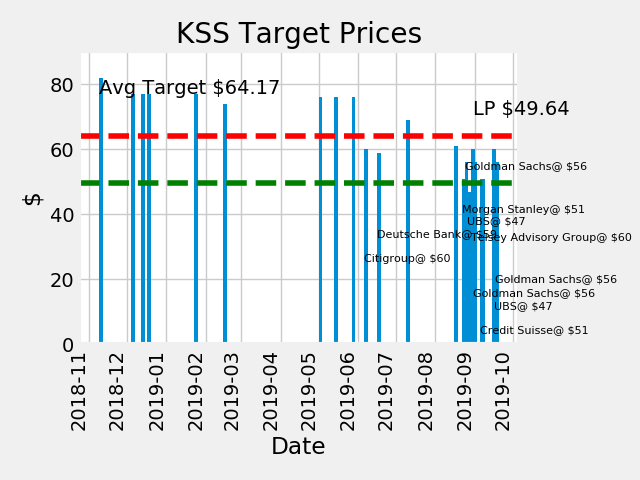 KSS Target Prices
Avg Target $64.17
LP $49.64
Goldman Sachs@ $56
Morgan Stanley@ $51
UBS@ $47
Deutsche Bank@ $59
Telsey Advisory Group@ $60
Citigroup@ $60
Goldman Sachs@ $56
Goldman Sachs@ $56
UBS@ $47
Credit Suisse@ $51
$
80
60
40
20
0
2018-11
2018-12
2019-01
2019-02
2019-03
2019-04
2019-05
2019-06
2019-07
2019-08
2019-09
2019-10
Date